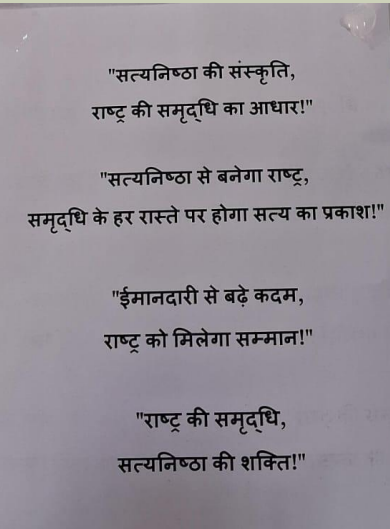 "सत्यनिष्ठा की संस्कृति,
राष्ट्र की समृद्धि का आधार!"
"सत्यनिष्ठा से बनेगा राष्ट्र,
समृद्धि के हर रास्ते पर होगा सत्य का प्रकाश!"
"ईमानदारी से बढ़े कदम,
राष्ट्र को मिलेगा सम्मान!"
"राष्ट्र की समृद्धि,
सत्यनिष्ठा की शक्ति!"